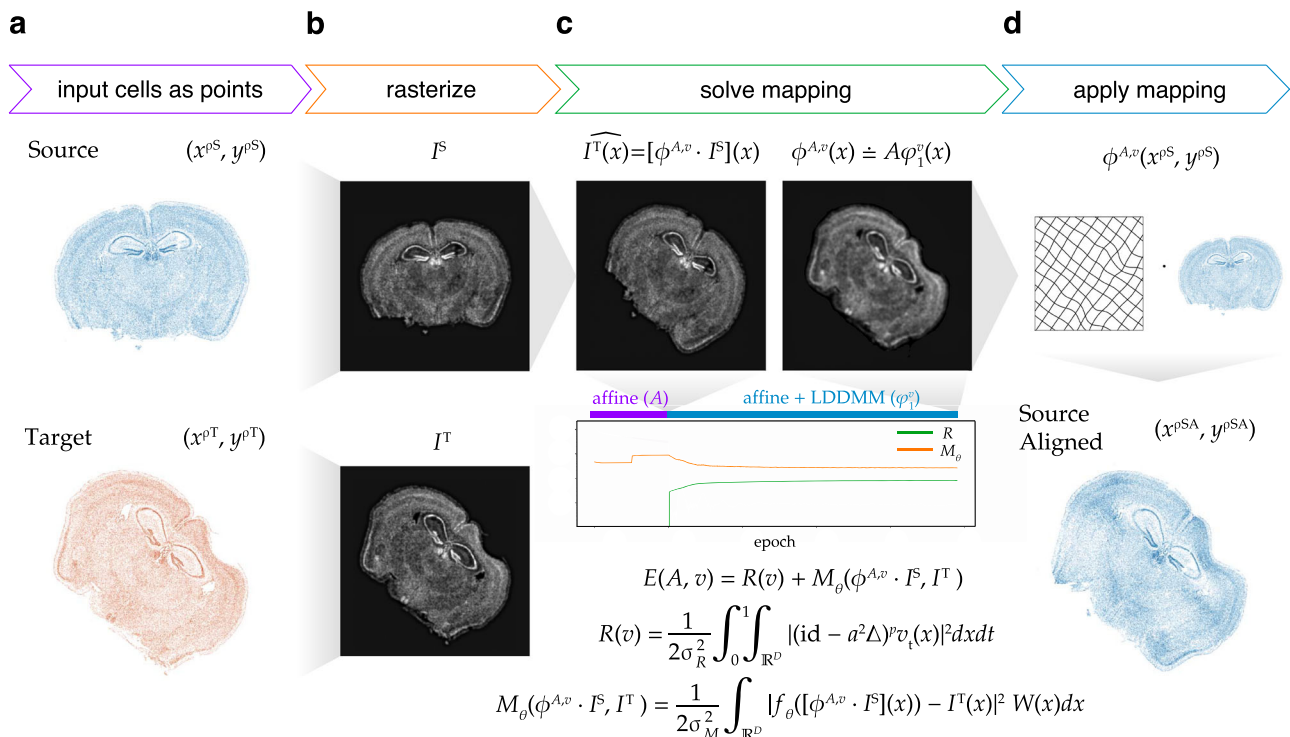 a
b
c
d
input cells as points
rasterize
solve mapping
apply mapping
Source (x^ρS, y^ρS)
I^S
\widehat{I^T(x)}=[ϕ^{A,v} · I^S](x)
ϕ^{A,v}(x) ≐ Aφ_1^v(x)
ϕ^{A,v}(x^ρS, y^ρS)
·
Target (x^ρT, y^ρT)
I^T
affine (A)
affine + LDDMM (φ_1^v)
R
M_θ
epoch
E(A, v) = R(v) + M_θ(ϕ^{A,v} · I^S, I^T)
R(v) = \frac{1}{2σ_R^2} ∫_0^1 ∫_{ℝ^D} |(id − a^2Δ)^p v_t(x)|^2 dxdt
M_θ(ϕ^{A,v} · I^S, I^T) = \frac{1}{2σ_M^2} ∫_{ℝ^D} |f_θ([ϕ^{A,v} · I^S](x)) − I^T(x)|^2 W(x)dx
Source
Aligned
(x^ρSA, y^ρSA)